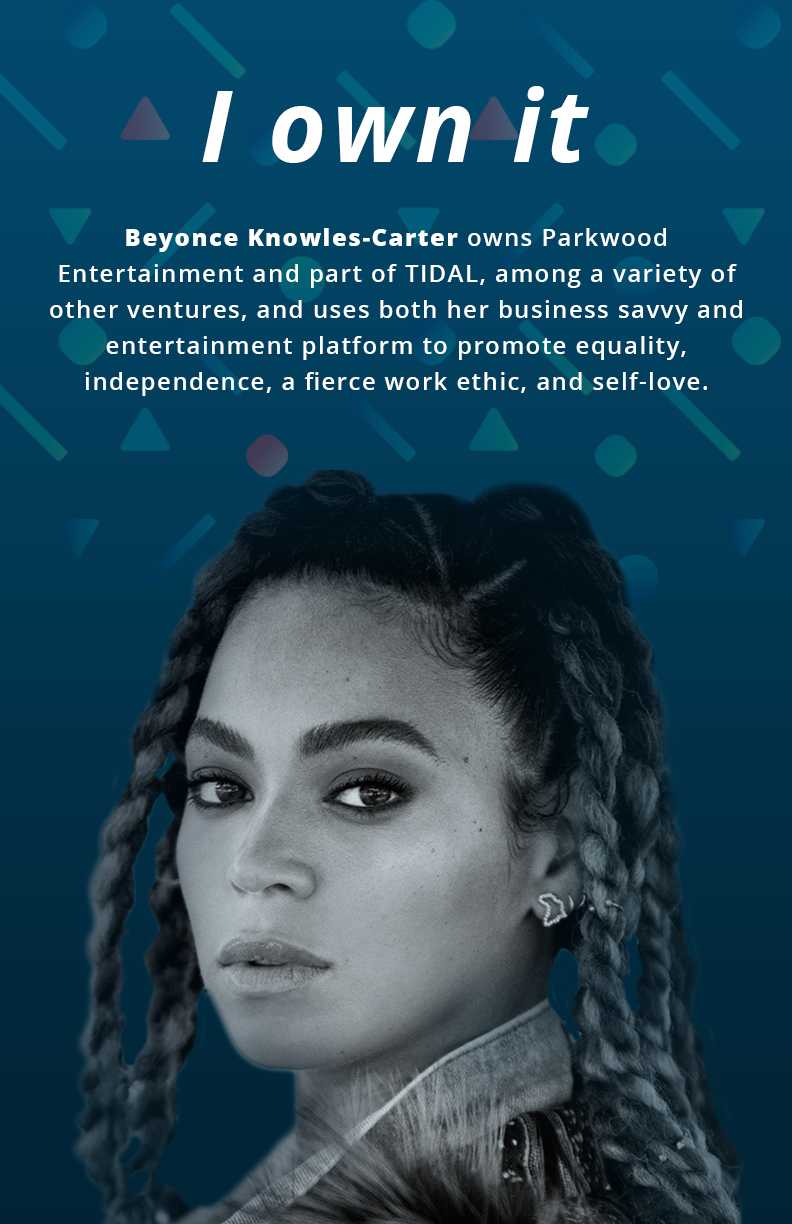 I own it
Beyonce Knowles-Carter owns Parkwood
Entertainment and part of TIDAL, among a variety of
other ventures, and uses both her business savvy and
entertainment platform to promote equality,
independence, a fierce work ethic, and self-love.